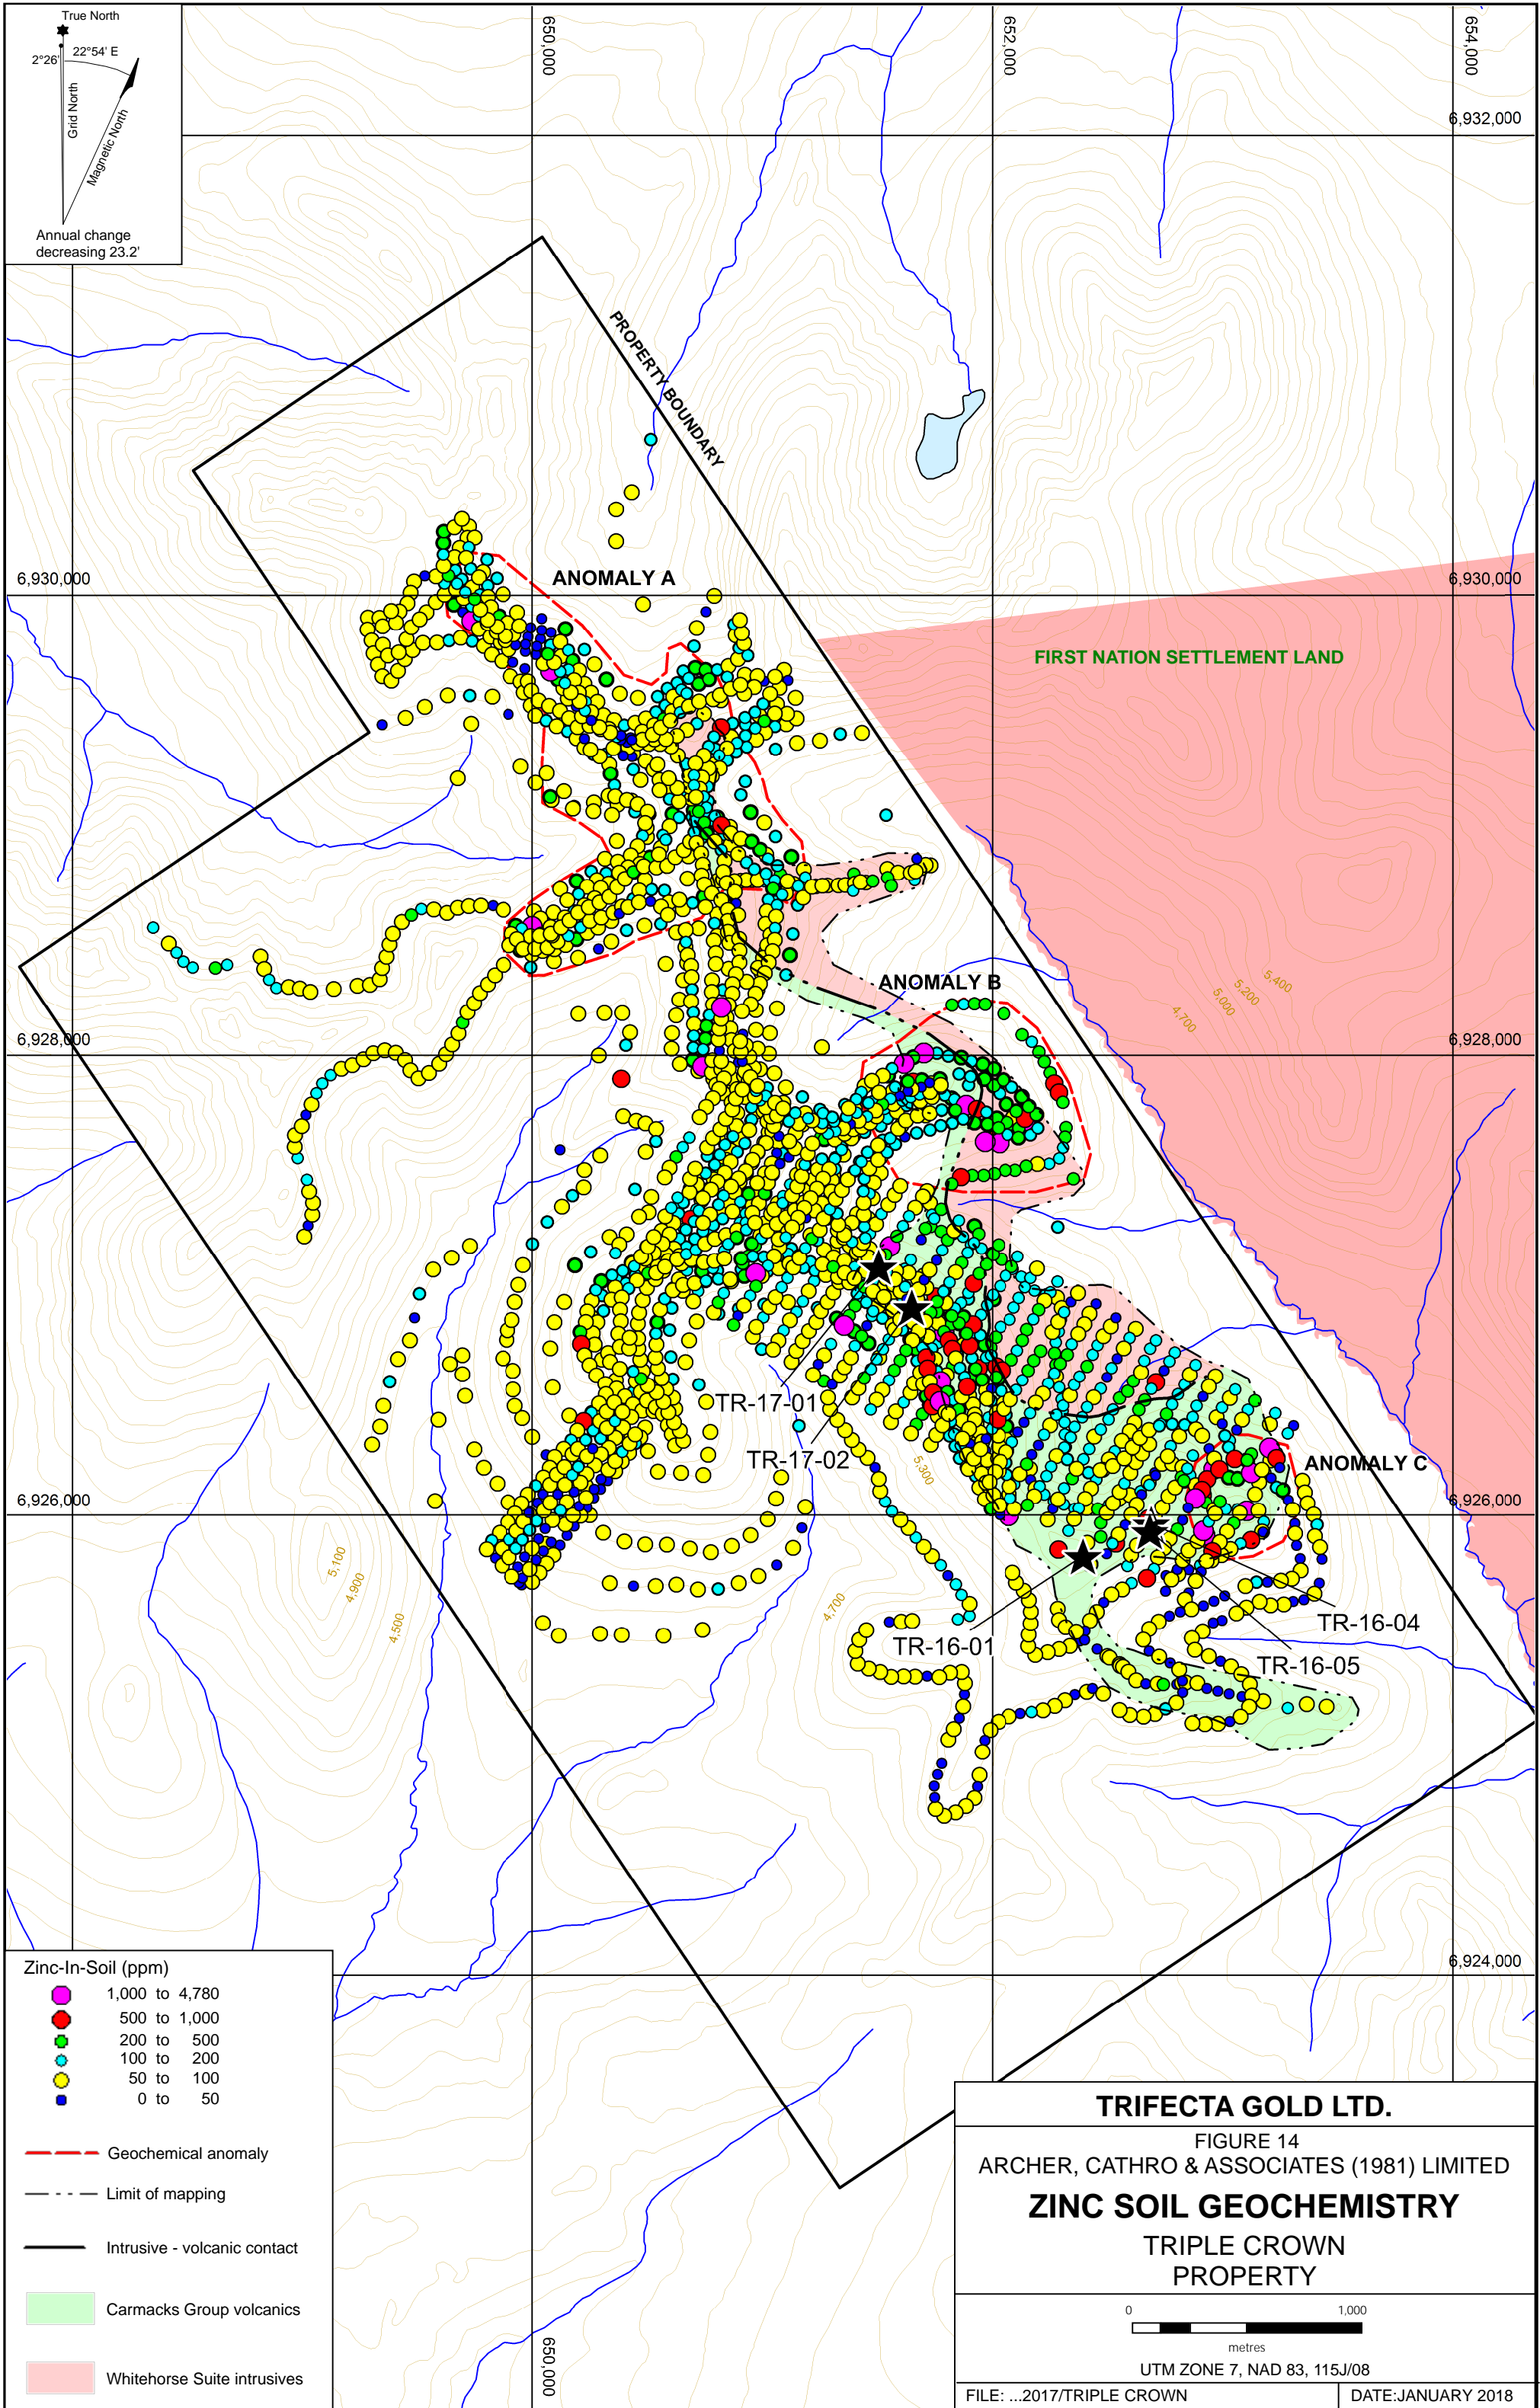 True North
2°26'
22°54' E
Grid North
Magnetic North
Annual change
decreasing 23.2'
650,000
652,000
654,000
6,932,000
PROPERTY BOUNDARY
6,930,000
ANOMALY A
6,930,000
FIRST NATION SETTLEMENT LAND
ANOMALY B
5,400
5,200
5,000
4,700
6,928,000
6,928,000
TR-17-01
TR-17-02
5,300
ANOMALY C
6,926,000
6,926,000
5,100
4,900
4,500
4,700
TR-16-01
TR-16-04
TR-16-05
6,924,000
Zinc-In-Soil (ppm)
1,000 to 4,780
500 to 1,000
200 to 500
100 to 200
50 to 100
0 to 50
Geochemical anomaly
Limit of mapping
Intrusive - volcanic contact
Carmacks Group volcanics
Whitehorse Suite intrusives
650,000
TRIFECTA GOLD LTD.
FIGURE 14
ARCHER, CATHRO & ASSOCIATES (1981) LIMITED
ZINC SOIL GEOCHEMISTRY
TRIPLE CROWN
PROPERTY
0 1,000
metres
UTM ZONE 7, NAD 83, 115J/08
FILE: ...2017/TRIPLE CROWN
DATE:JANUARY 2018